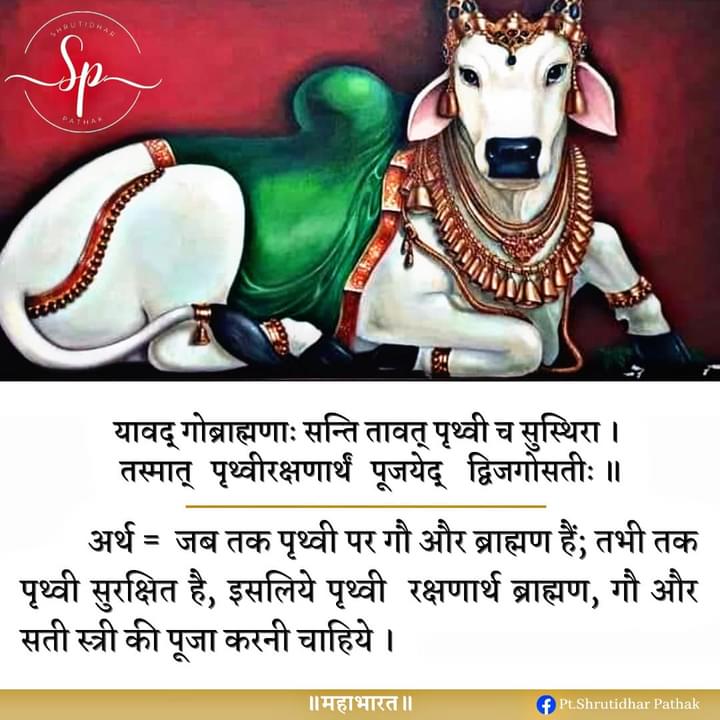 SHRUTIDHAR
Sp
PATHAK
यावद् गोब्राह्मणाः सन्ति तावत् पृथ्वी च सुस्थिरा ।
तस्मात् पृथ्वीरक्षणार्थं पूजयेद् द्विजगोसतीः ॥
अर्थ = जब तक पृथ्वी पर गौ और ब्राह्मण हैं; तभी तक
पृथ्वी सुरक्षित है, इसलिये पृथ्वी रक्षणार्थ ब्राह्मण, गौ और
सती स्त्री की पूजा करनी चाहिये ।
॥महाभारत॥
Pt.Shrutidhar Pathak